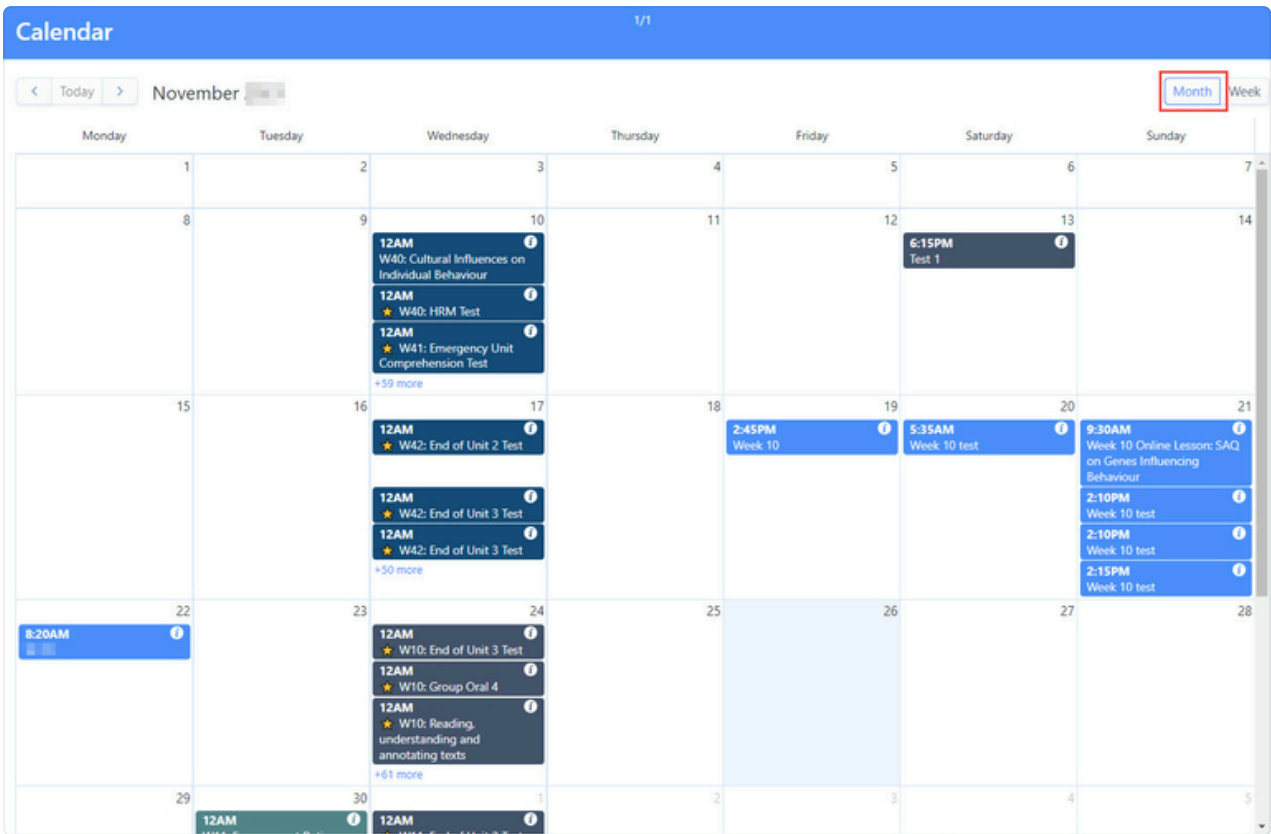 Calendar
1/1
Today
November
Month
Week
Monday Tuesday Wednesday Thursday Friday Saturday Sunday
1 2 3 4 5 6 7
8 9 10 11 12 13 14
12AM
W40: Cultural Influences on
Individual Behaviour
12AM
W40: HRM Test
12AM
W41: Emergency Unit
Comprehension Test
+59 more
6:15PM
Test 1
15 16 17 18 19 20 21
12AM
W42: End of Unit 2 Test
12AM
W42: End of Unit 3 Test
12AM
W42: End of Unit 3 Test
+50 more
2:45PM
Week 10
5:35AM
Week 10 test
9:30AM
Week 10 Online Lesson: SAQ
on Genes Influencing
Behaviour
2:10PM
Week 10 test
2:10PM
Week 10 test
2:15PM
Week 10 test
22 23 24 25 26 27 28
8:20AM
12AM
W10: End of Unit 3 Test
12AM
W10: Group Oral 4
12AM
W10: Reading,
understanding and
annotating texts
+61 more
29 30 1 2 3 4 5
12AM
12AM